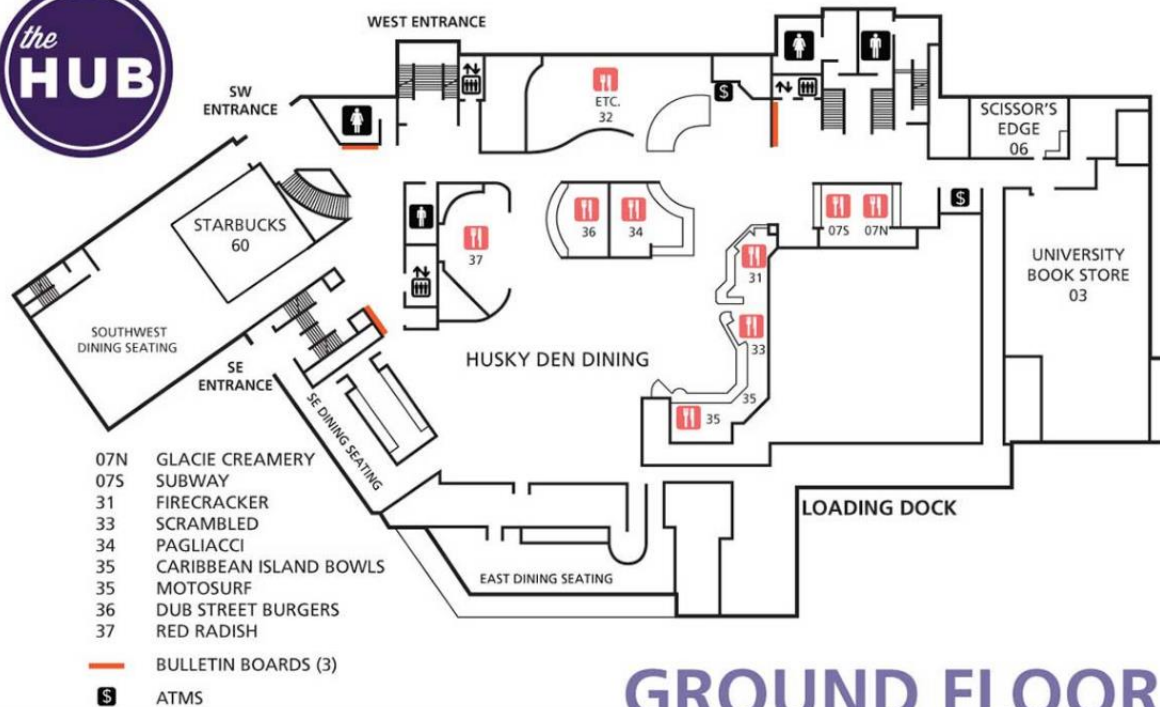 the
HUB
WEST ENTRANCE
SW
ENTRANCE
ETC.
32
$
SCISSOR'S
EDGE
06
$
STARBUCKS
60
37
36
34
07S
07N
31
UNIVERSITY
BOOK STORE
03
SOUTHWEST
DINING SEATING
33
HUSKY DEN DINING
SE
ENTRANCE
35
35
SE DINING SEATING
LOADING DOCK
EAST DINING SEATING
07N GLACIE CREAMERY
07S SUBWAY
31 FIRECRACKER
33 SCRAMBLED
34 PAGLIACCI
35 CARIBBEAN ISLAND BOWLS
35 MOTOSURF
36 DUB STREET BURGERS
37 RED RADISH
BULLETIN BOARDS (3)
$ ATMS
GROUND FLOOR